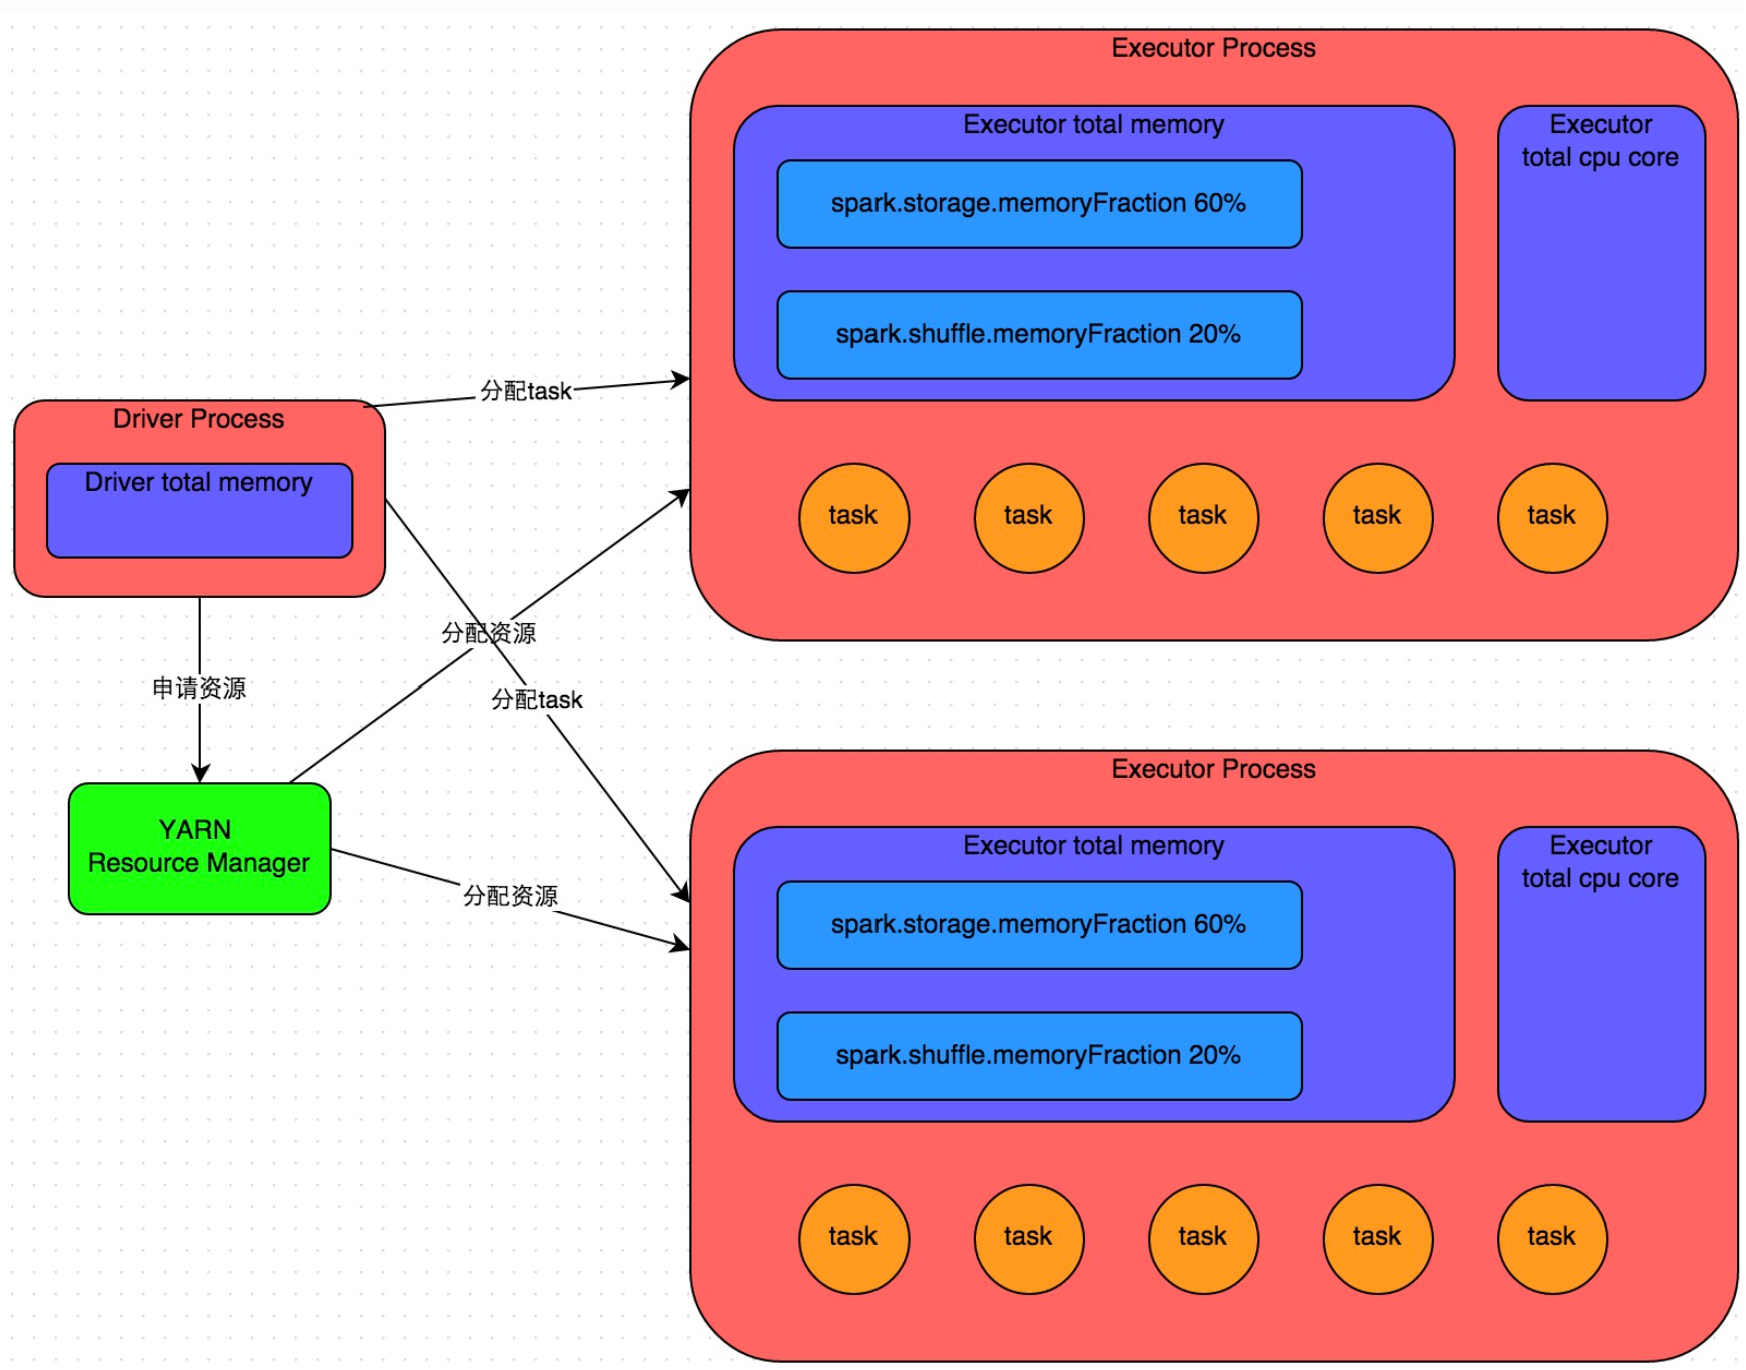 Executor Process
Executor total memory
spark.storage.memoryFraction 60%
spark.shuffle.memoryFraction 20%
Executor
total cpu core
task
task
task
task
task
分配task
Driver Process
Driver total memory
分配资源
申请资源
分配task
YARN
Resource Manager
分配资源
Executor Process
Executor total memory
spark.storage.memoryFraction 60%
spark.shuffle.memoryFraction 20%
Executor
total cpu core
task
task
task
task
task